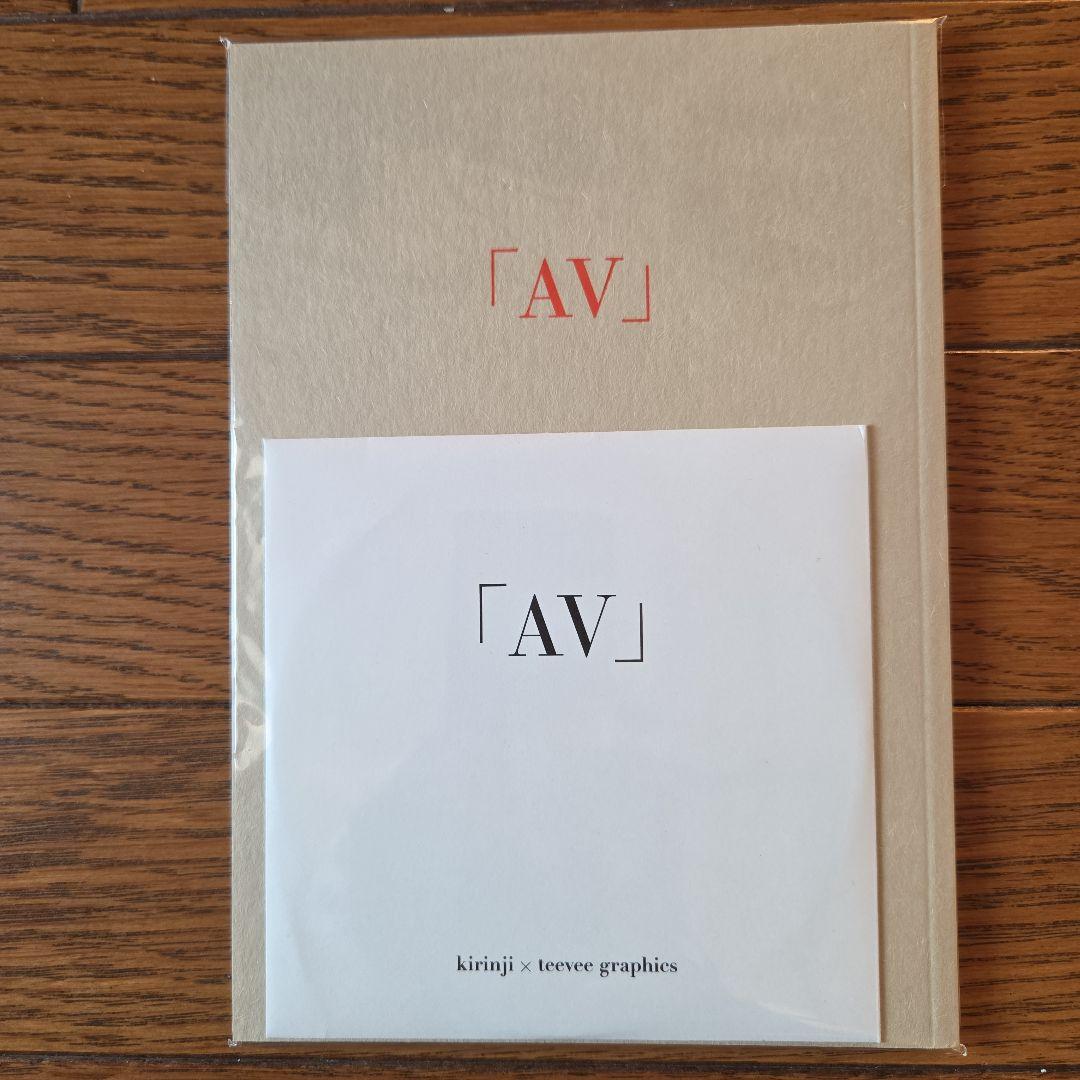 「AV」
「AV」
kirinji × teevee graphics